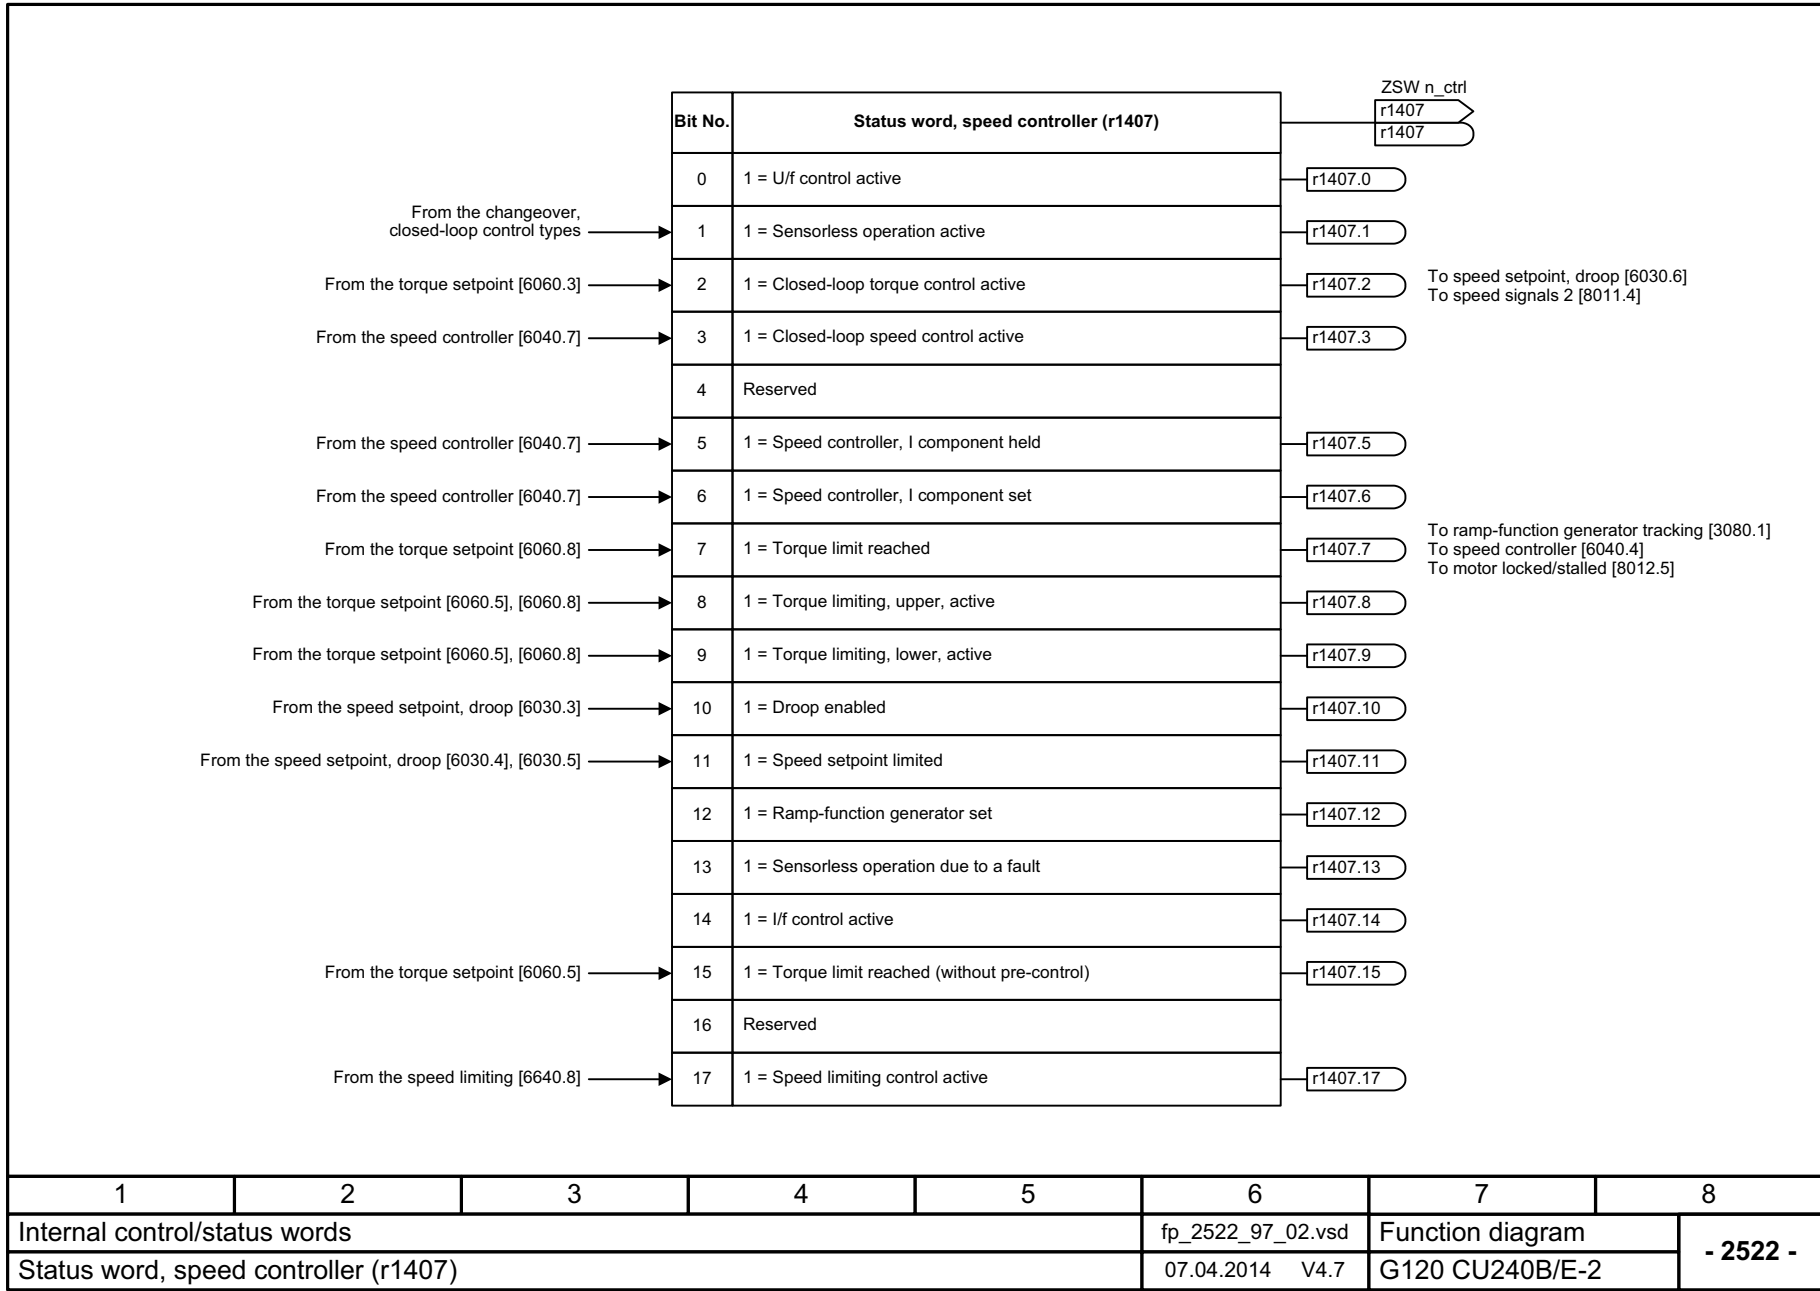 ZSW n_ctrl
Bit No. Status word, speed controller (r1407) r1407
r1407
0 1 = U/f control active r1407.0
From the changeover,
closed-loop control types 1 1 = Sensorless operation active r1407.1
From the torque setpoint [6060.3] 2 1 = Closed-loop torque control active r1407.2 To speed setpoint, droop [6030.6]
To speed signals 2 [8011.4]
From the speed controller [6040.7] 3 1 = Closed-loop speed control active r1407.3
4 Reserved
From the speed controller [6040.7] 5 1 = Speed controller, I component held r1407.5
From the speed controller [6040.7] 6 1 = Speed controller, I component set r1407.6
To ramp-function generator tracking [3080.1]
From the torque setpoint [6060.8] 7 1 = Torque limit reached r1407.7 To speed controller [6040.4]
To motor locked/stalled [8012.5]
From the torque setpoint [6060.5], [6060.8] 8 1 = Torque limiting, upper, active r1407.8
From the torque setpoint [6060.5], [6060.8] 9 1 = Torque limiting, lower, active r1407.9
From the speed setpoint, droop [6030.3] 10 1 = Droop enabled r1407.10
From the speed setpoint, droop [6030.4], [6030.5] 11 1 = Speed setpoint limited r1407.11
12 1 = Ramp-function generator set r1407.12
13 1 = Sensorless operation due to a fault r1407.13
14 1 = I/f control active r1407.14
From the torque setpoint [6060.5] 15 1 = Torque limit reached (without pre-control) r1407.15
16 Reserved
From the speed limiting [6640.8] 17 1 = Speed limiting control active r1407.17
1 2 3 4 5 6 7 8
Internal control/status words fp_2522_97_02.vsd Function diagram - 2522 -
Status word, speed controller (r1407) 07.04.2014 V4.7 G120 CU240B/E-2